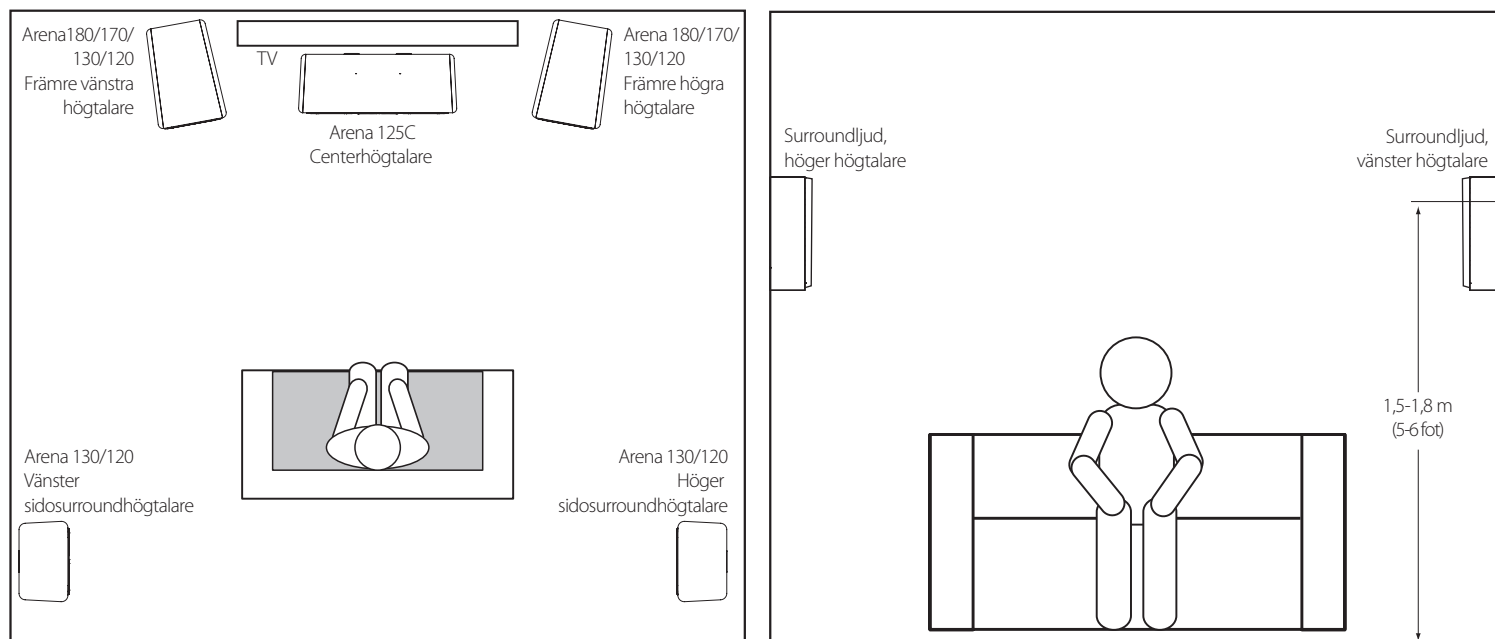 Arena180/170/
130/120
Främre vänstra
högtalare
TV
Arena 125C
Centerhögtalare
Arena 180/170/
130/120
Främre högra
högtalare
Arena 130/120
Vänster
sidosurroundhögtalare
Arena 130/120
Höger
sidosurroundhögtalare
Surroundljud,
höger högtalare
Surroundljud,
vänster högtalare
1,5-1,8 m
(5-6 fot)